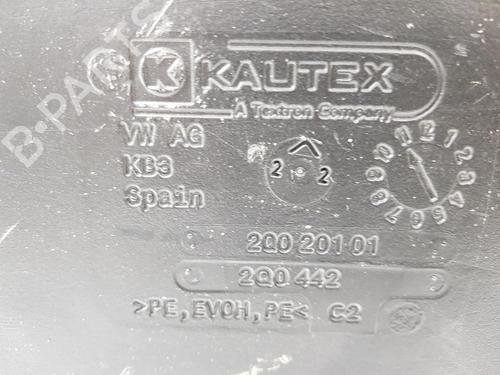 B-PARTS
K KAUTEX
A Textron Company
VW AG
KB3
Spain
2 2
12 1 2 3 4 5 6 7 8 9 10 11
2Q0 201 01
2Q0 442
>PE,EVOH,PE< C2